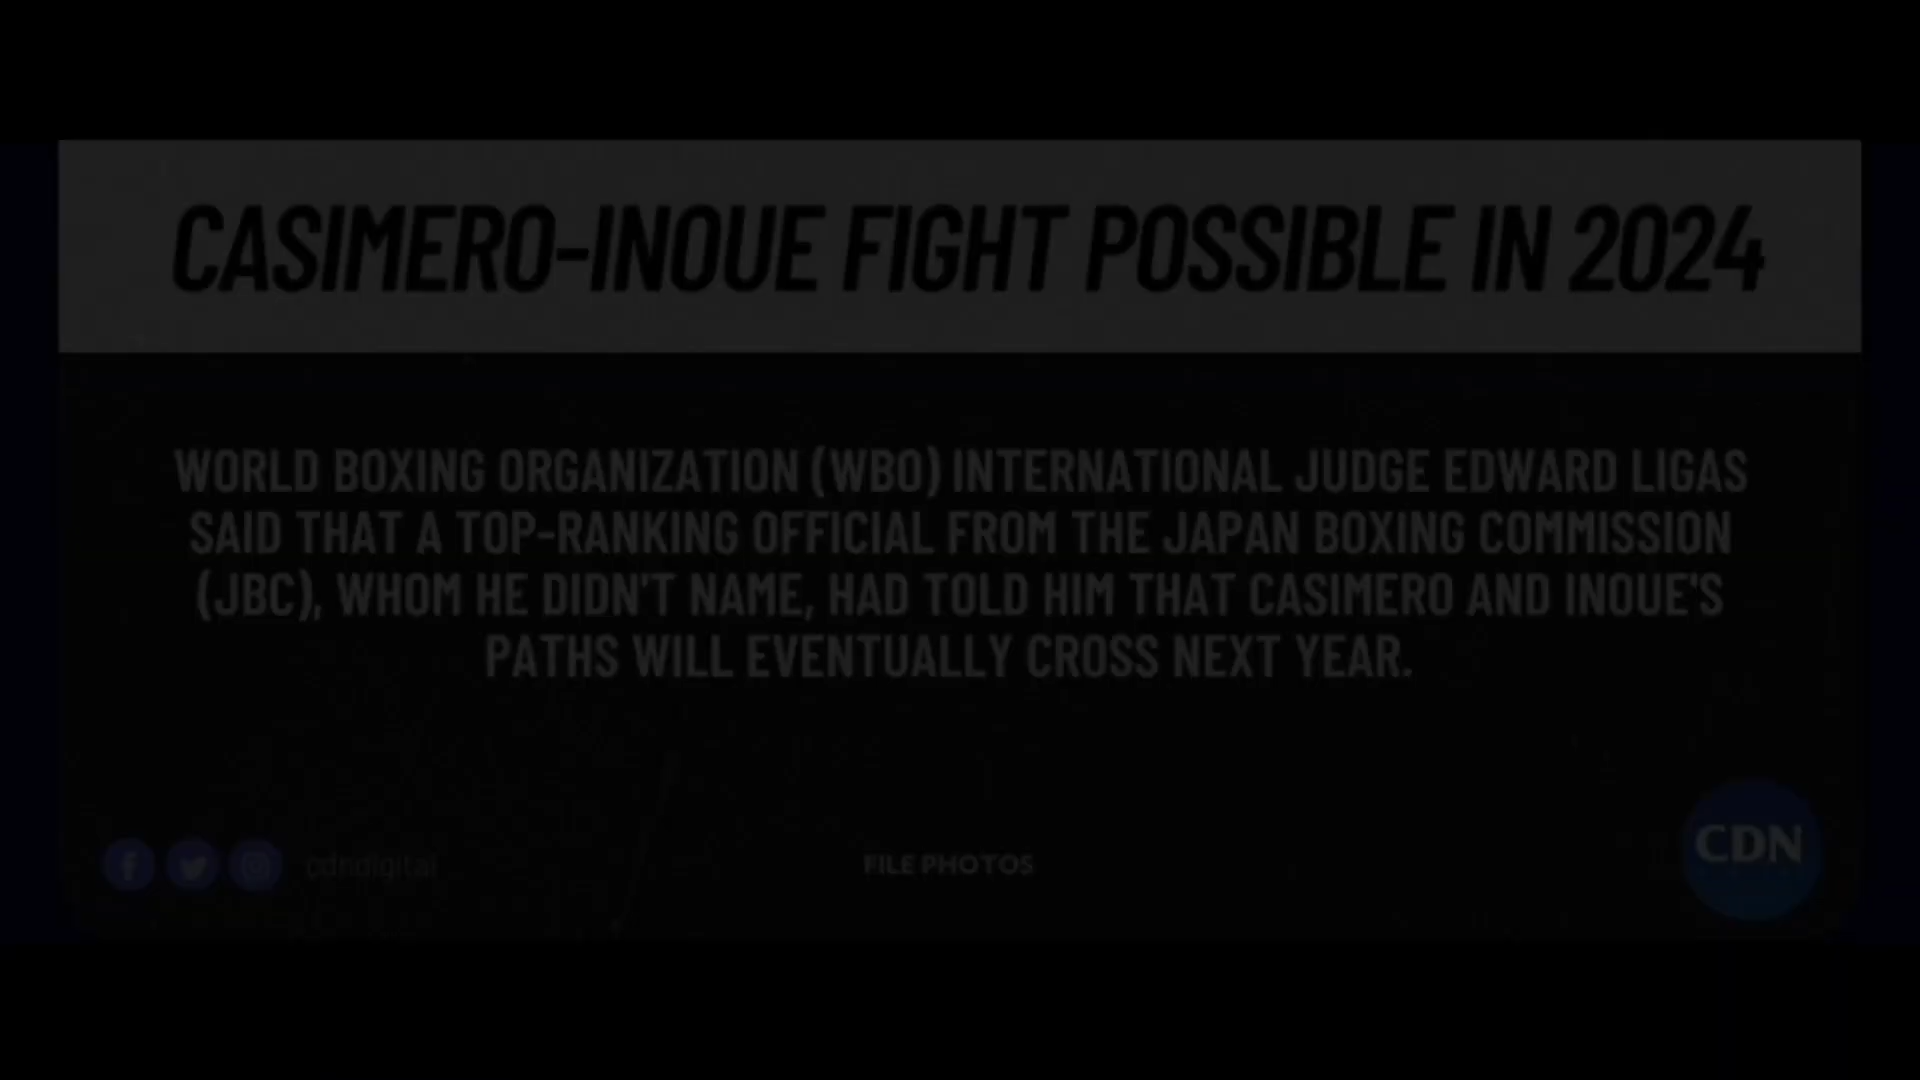 CASIMERO-INOUE FIGHT POSSIBLE IN 2024
WORLD BOXING ORGANIZATION (WBO) INTERNATIONAL JUDGE EDWARD LIGAS
SAID THAT A TOP-RANKING OFFICIAL FROM THE JAPAN BOXING COMMISSION
(JBC), WHOM HE DIDN'T NAME, HAD TOLD HIM THAT CASIMERO AND INOUE'S
PATHS WILL EVENTUALLY CROSS NEXT YEAR.
cdndigital
FILE PHOTOS
CDN